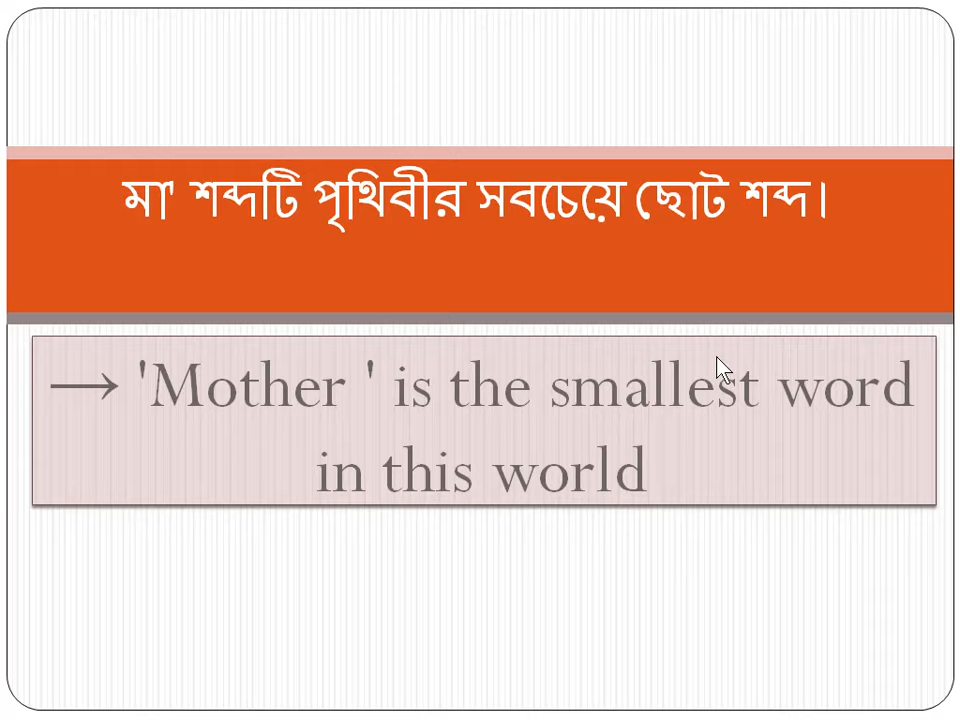 মা' শব্দটি পৃথিবীর সবচেয়ে ছোট শব্দ।
→ 'Mother ' is the smallest word
in this world